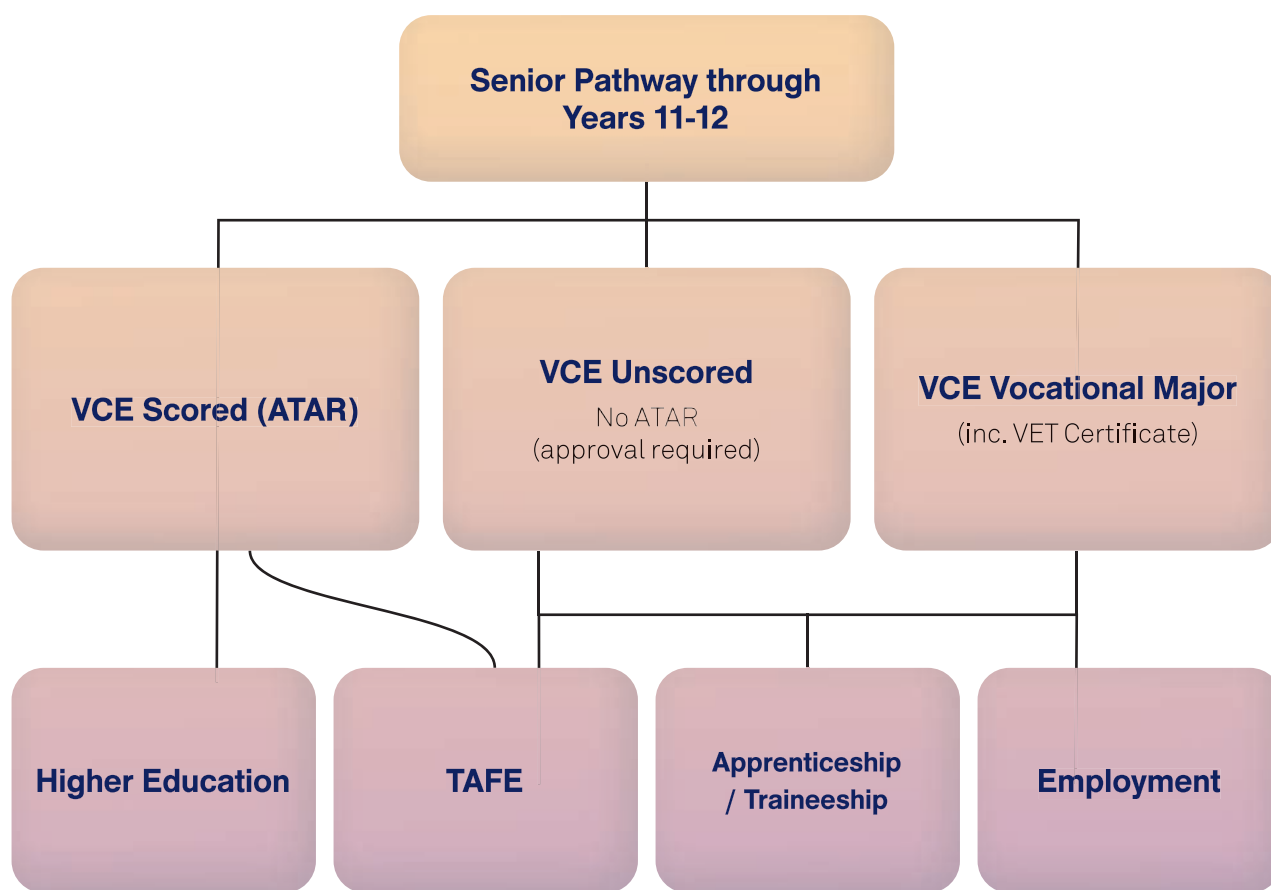 Senior Pathway through
Years 11-12
VCE Scored (ATAR)
VCE Unscored
No ATAR
(approval required)
VCE Vocational Major
(inc. VET Certificate)
Higher Education
TAFE
Apprenticeship
/ Traineeship
Employment